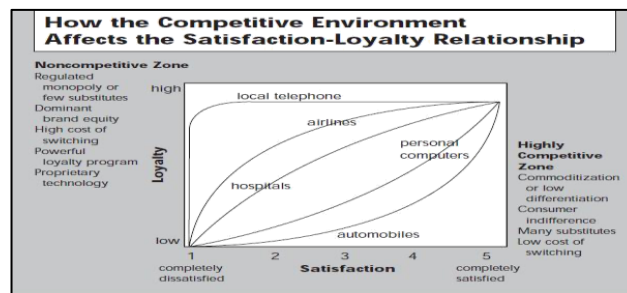 How the Competitive Environment
Affects the Satisfaction-Loyalty Relationship
Noncompetitive Zone
Regulated
monopoly or
few substitutes
Dominant
brand equity
High cost of
switching
Powerful
loyalty program
Proprietary
technology
high
Loyalty
low
local telephone
airlines
hospitals
personal
computers
automobiles
1
2
3
4
5
completely
dissatisfied
Satisfaction
completely
satisfied
Highly
Competitive
Zone
Commoditization
or low
differentiation
Consumer
indifference
Many substitutes
Low cost of
switching